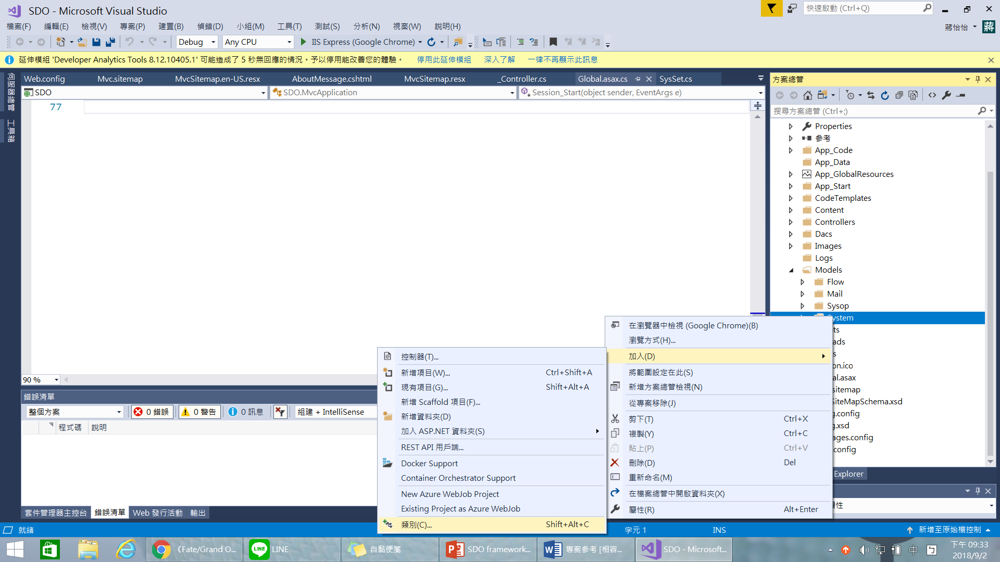 SDO - Microsoft Visual Studio
快速啟動 (Ctrl+Q)
檔案(F) 編輯(E) 檢視(V) 專案(P) 建置(B) 偵錯(D) 小組(M) 工具(T) 測試(S) 分析(N) 視窗(W) 說明(H)
蔣怡怡 蔣
Debug Any CPU IIS Express (Google Chrome)
延伸模組 'Developer Analytics Tools 8.12.10405.1' 可能造成了 5 秒無回應的情況。予以停用能改善您的體驗。 停用此延伸模組 深入了解 一律不再顯示此訊息
伺服器總管
工具箱
Web.config Mvc.sitemap MvcSitemap.en-US.resx AboutMessage.cshtml MvcSitemap.resx _Controller.cs Global.asax.cs SysSet.cs
SDO SDO.MvcApplication Session_Start(object sender, EventArgs e)
77
90 %
方案總管
搜尋方案總管 (Ctrl+;)
Properties
參考
App_Code
App_Data
App_GlobalResources
App_Start
CodeTemplates
Content
Controllers
Dacs
Images
Logs
Models
Flow
Mail
Sysop
ystem
ts
ads
s
on.ico
al.asax
sitemap
SiteMapSchema.xsd
g.config
g.xsd
ages.config
.config
Explorer
屬性
在瀏覽器中檢視 (Google Chrome)(B)
瀏覽方式(H)...
加入(D)
將範圍設定在此(S)
新增方案總管檢視(N)
從專案移除(J)
剪下(T) Ctrl+X
複製(Y) Ctrl+C
貼上(P) Ctrl+V
刪除(D) Del
重新命名(M)
在檔案總管中開啟資料夾(X)
屬性(R) Alt+Enter
控制器(T)...
新增項目(W)... Ctrl+Shift+A
現有項目(G)... Shift+Alt+A
新增 Scaffold 項目(F)...
新增資料夾(D)
加入 ASP.NET 資料夾(S)
REST API 用戶端...
Docker Support
Container Orchestrator Support
New Azure WebJob Project
Existing Project as Azure WebJob
類別(C)... Shift+Alt+C
錯誤清單
整個方案 0 錯誤 0 警告 0 訊息 組建 + IntelliSense
程式碼 說明
套件管理器主控台 錯誤清單 Web 發行活動 輸出
就緒 字元 1 INS 新增至原始檔控制
《Fate/Grand O... LINE 自黏便箋 SDO framework... 專案參考 [相容... SDO - Microsoft...
中 ㄅ
下午 09:33
2018/9/2